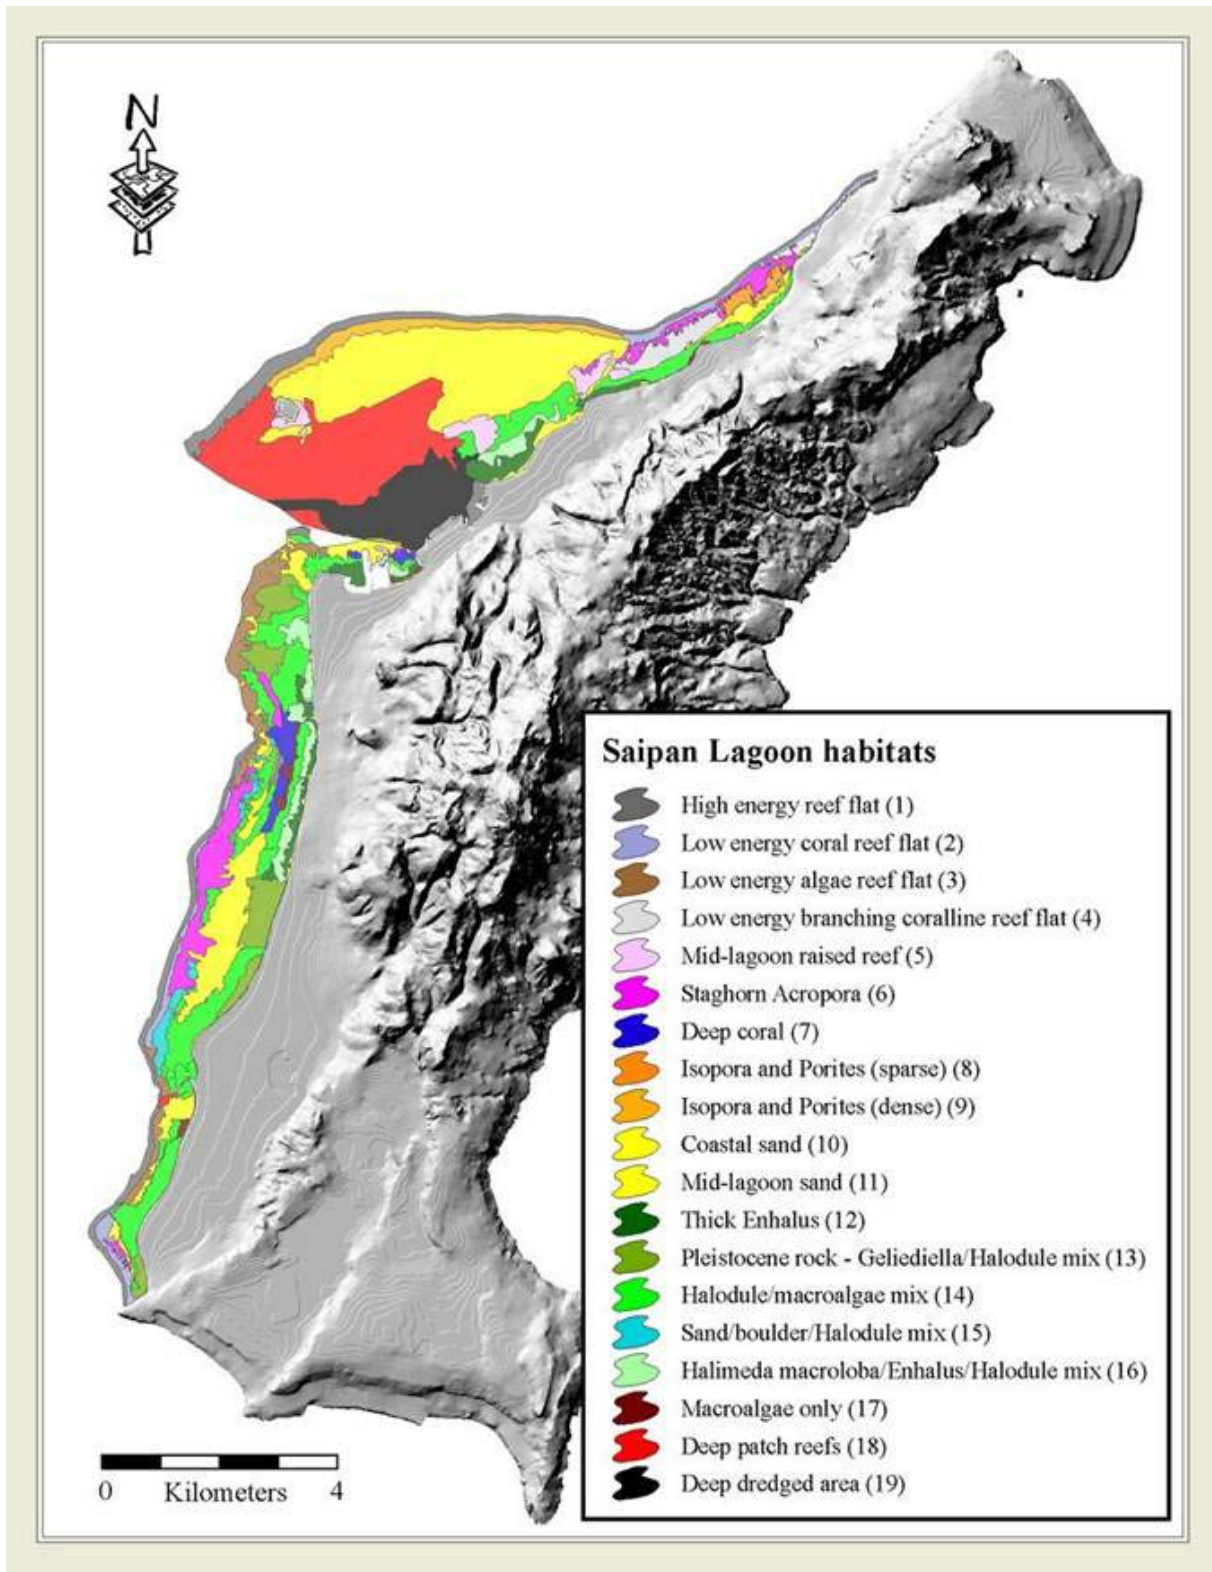 N
Saipan Lagoon habitats
High energy reef flat (1)
Low energy coral reef flat (2)
Low energy algae reef flat (3)
Low energy branching coralline reef flat (4)
Mid-lagoon raised reef (5)
Staghorn Acropora (6)
Deep coral (7)
Isopora and Porites (sparse) (8)
Isopora and Porites (dense) (9)
Coastal sand (10)
Mid-lagoon sand (11)
Thick Enhalus (12)
Pleistocene rock - Geliediella/Halodule mix (13)
Halodule/macroalgae mix (14)
Sand/boulder/Halodule mix (15)
Halimeda macroloba/Enhalus/Halodule mix (16)
Macroalgae only (17)
Deep patch reefs (18)
Deep dredged area (19)
0 Kilometers 4